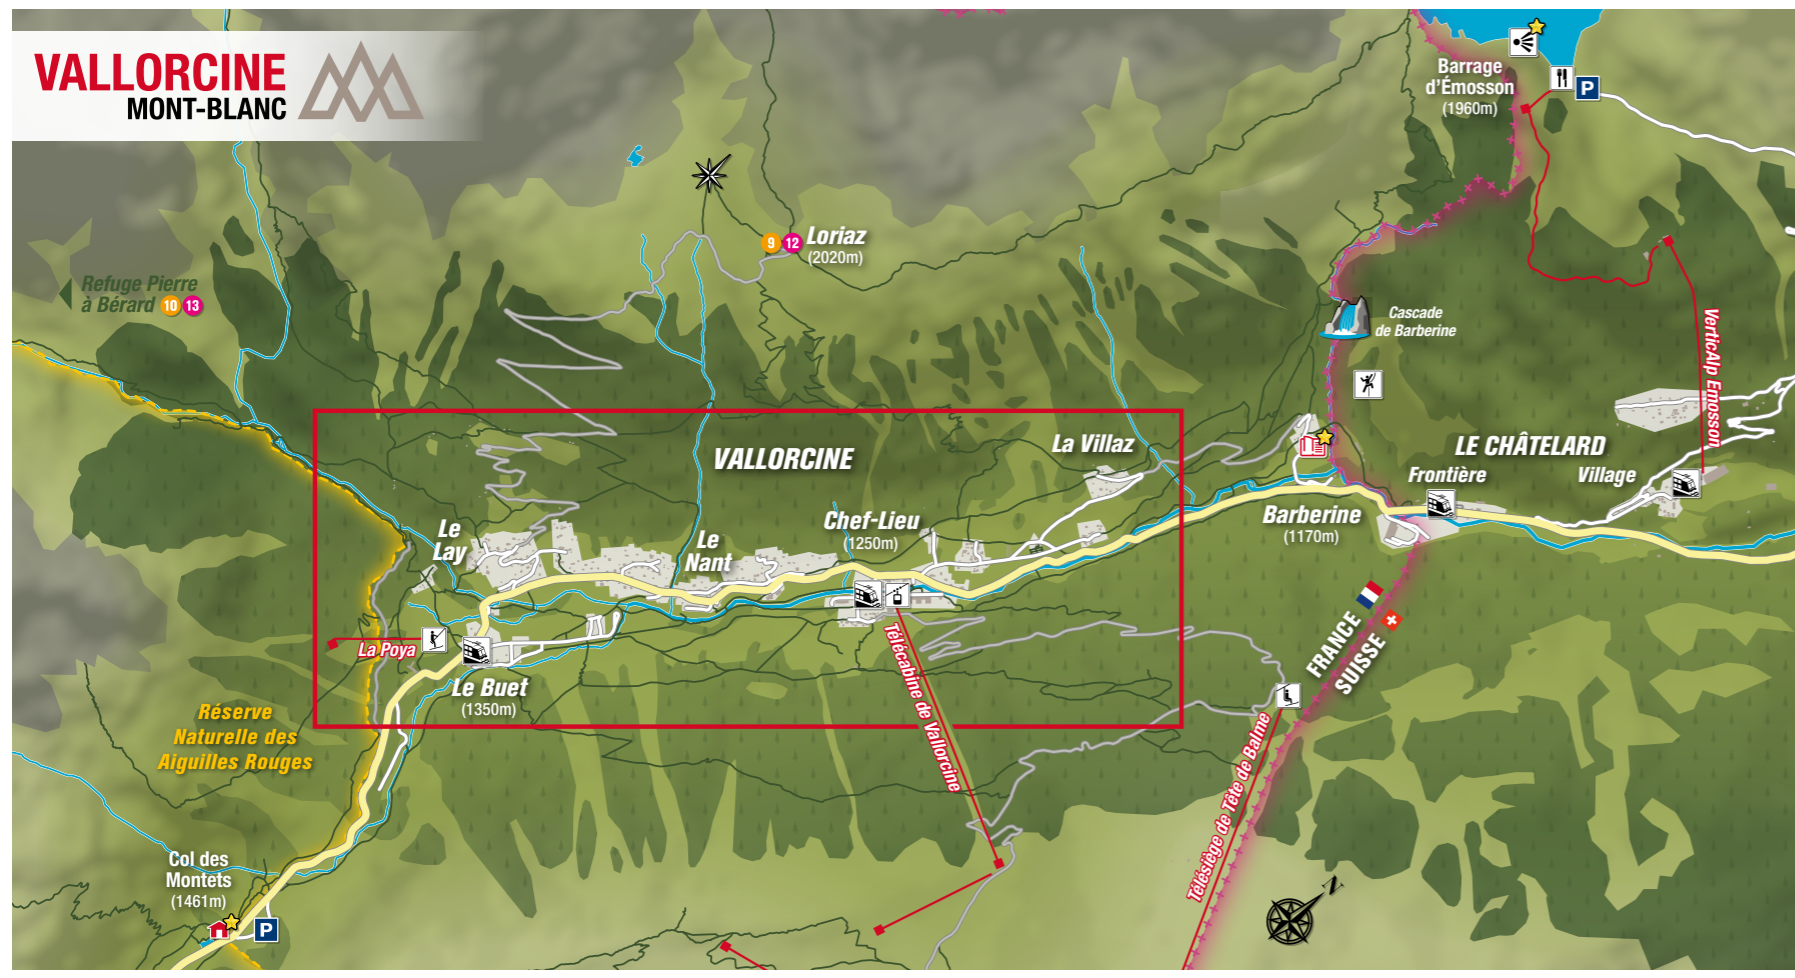 VALLORCINE
MONT-BLANC
Barrage
d'Émosson
(1960m)
P
9
12
Loriaz
(2020m)
Refuge Pierre
à Bérard
10
13
Cascade
de Barberine
VerticAlp Emosson
VALLORCINE
La Villaz
LE CHÂTELARD
Frontière
Village
Le
Lay
Le
Nant
Chef-Lieu
(1250m)
Barberine
(1170m)
La Poya
Le Buet
(1350m)
Télécabine de Vallorcine
FRANCE
SUISSE
Télésiège de Tête de Balme
Réserve
Naturelle des
Aiguilles Rouges
Col des
Montets
(1461m)
P
N